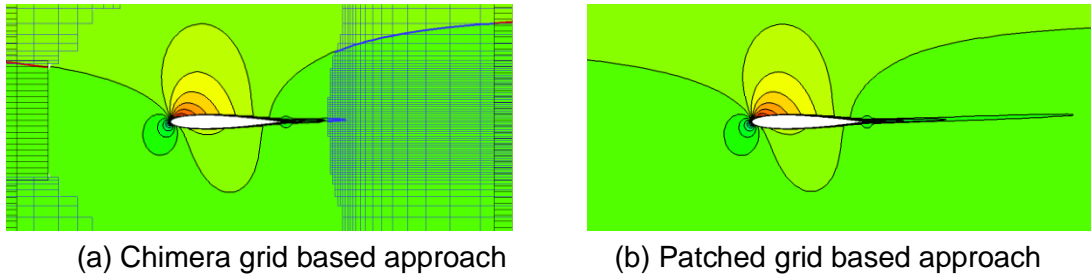 (a) Chimera grid based approach
(b) Patched grid based approach